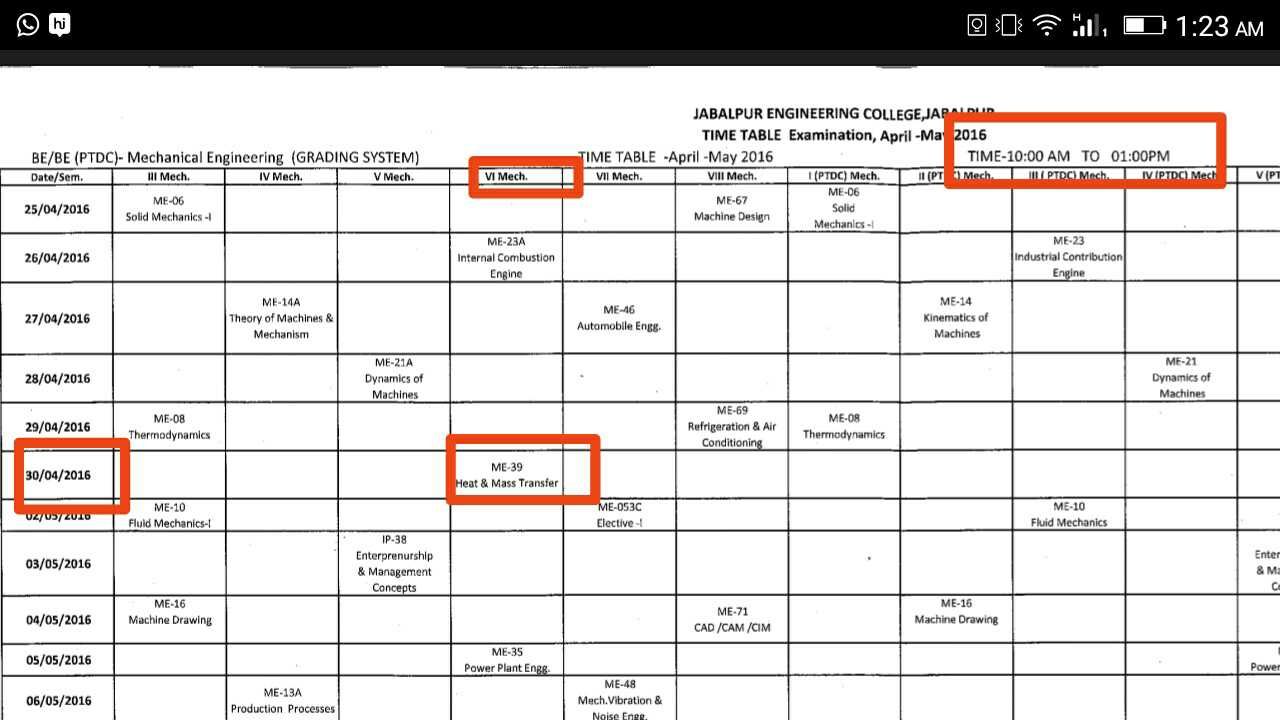 hi
H
1
1:23 AM
JABALPUR ENGINEERING COLLEGE,JABALPUR
TIME TABLE Examination, April -May 2016
BE/BE (PTDC)- Mechanical Engineering (GRADING SYSTEM) TIME TABLE -April -May 2016 TIME-10:00 AM TO 01:00PM
Date/Sem. III Mech. IV Mech. V Mech. VI Mech. VII Mech. VIII Mech. I (PTDC) Mech. II (PTDC) Mech. III ( PTDC) Mech. IV (PTDC) Mech
25/04/2016
ME-06
Solid Mechanics -I
ME-67
Machine Design
ME-06
Solid
Mechanics -I
26/04/2016
ME-23A
Internal Combustion
Engine
ME-23
Industrial Contribution
Engine
27/04/2016
ME-14A
Theory of Machines &
Mechanism
ME-46
Automobile Engg.
ME-14
Kinematics of
Machines
28/04/2016
ME-21A
Dynamics of
Machines
ME-21
Dynamics of
Machines
29/04/2016
ME-08
Thermodynamics
ME-69
Refrigeration & Air
Conditioning
ME-08
Thermodynamics
30/04/2016
ME-39
Heat & Mass Transfer
02/05/2016
ME-10
Fluid Mechanics-I
ME-053C
Elective -I
ME-10
Fluid Mechanics
03/05/2016
IP-38
Enterprenurship
& Management
Concepts
04/05/2016
ME-16
Machine Drawing
ME-71
CAD /CAM /CIM
ME-16
Machine Drawing
05/05/2016
ME-35
Power Plant Engg.
Power
06/05/2016
ME-13A
Production Processes
ME-48
Mech.Vibration &
Noise Engg.